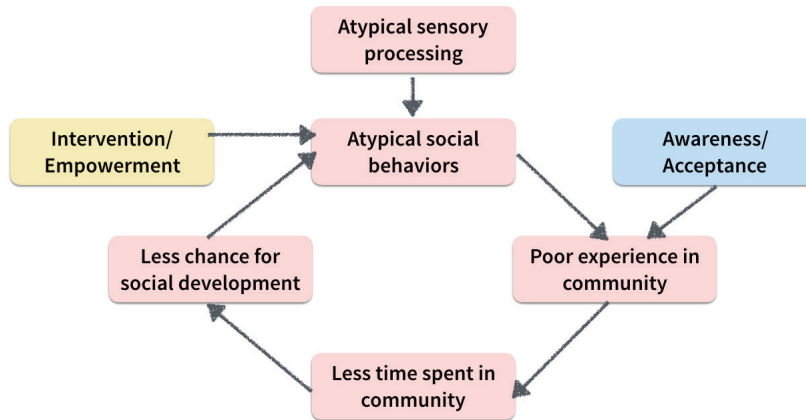 Atypical sensory
processing
Intervention/
Empowerment
Atypical social
behaviors
Awareness/
Acceptance
Less chance for
social development
Poor experience in
community
Less time spent in
community